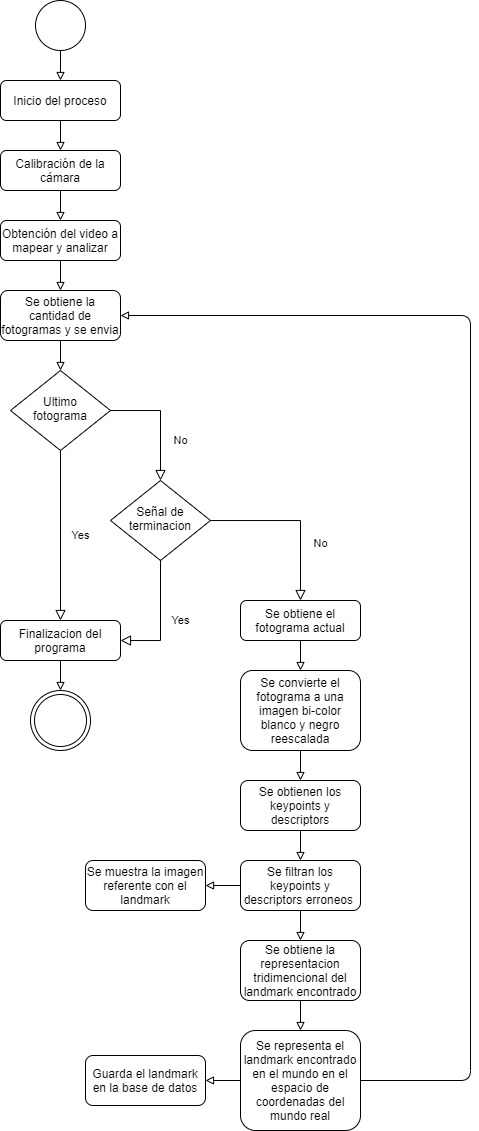 Inicio del proceso
Calibración de la
cámara
Obtención del video a
mapear y analizar
Se obtiene la
cantidad de
fotogramas y se envia
Ultimo
fotograma
No
Señal de
terminacion
Yes
No
Se obtiene el
fotograma actual
Yes
Finalizacion del
programa
Se convierte el
fotograma a una
imagen bi-color
blanco y negro
reescalada
Se obtienen los
keypoints y
descriptors
Se muestra la imagen
referente con el
landmark
Se filtran los
keypoints y
descriptors erroneos
Se obtiene la
representacion
tridimencional del
landmark encontrado
Se representa el
landmark encontrado
en el mundo en el
espacio de
coordenadas del
mundo real
Guarda el landmark
en la base de datos